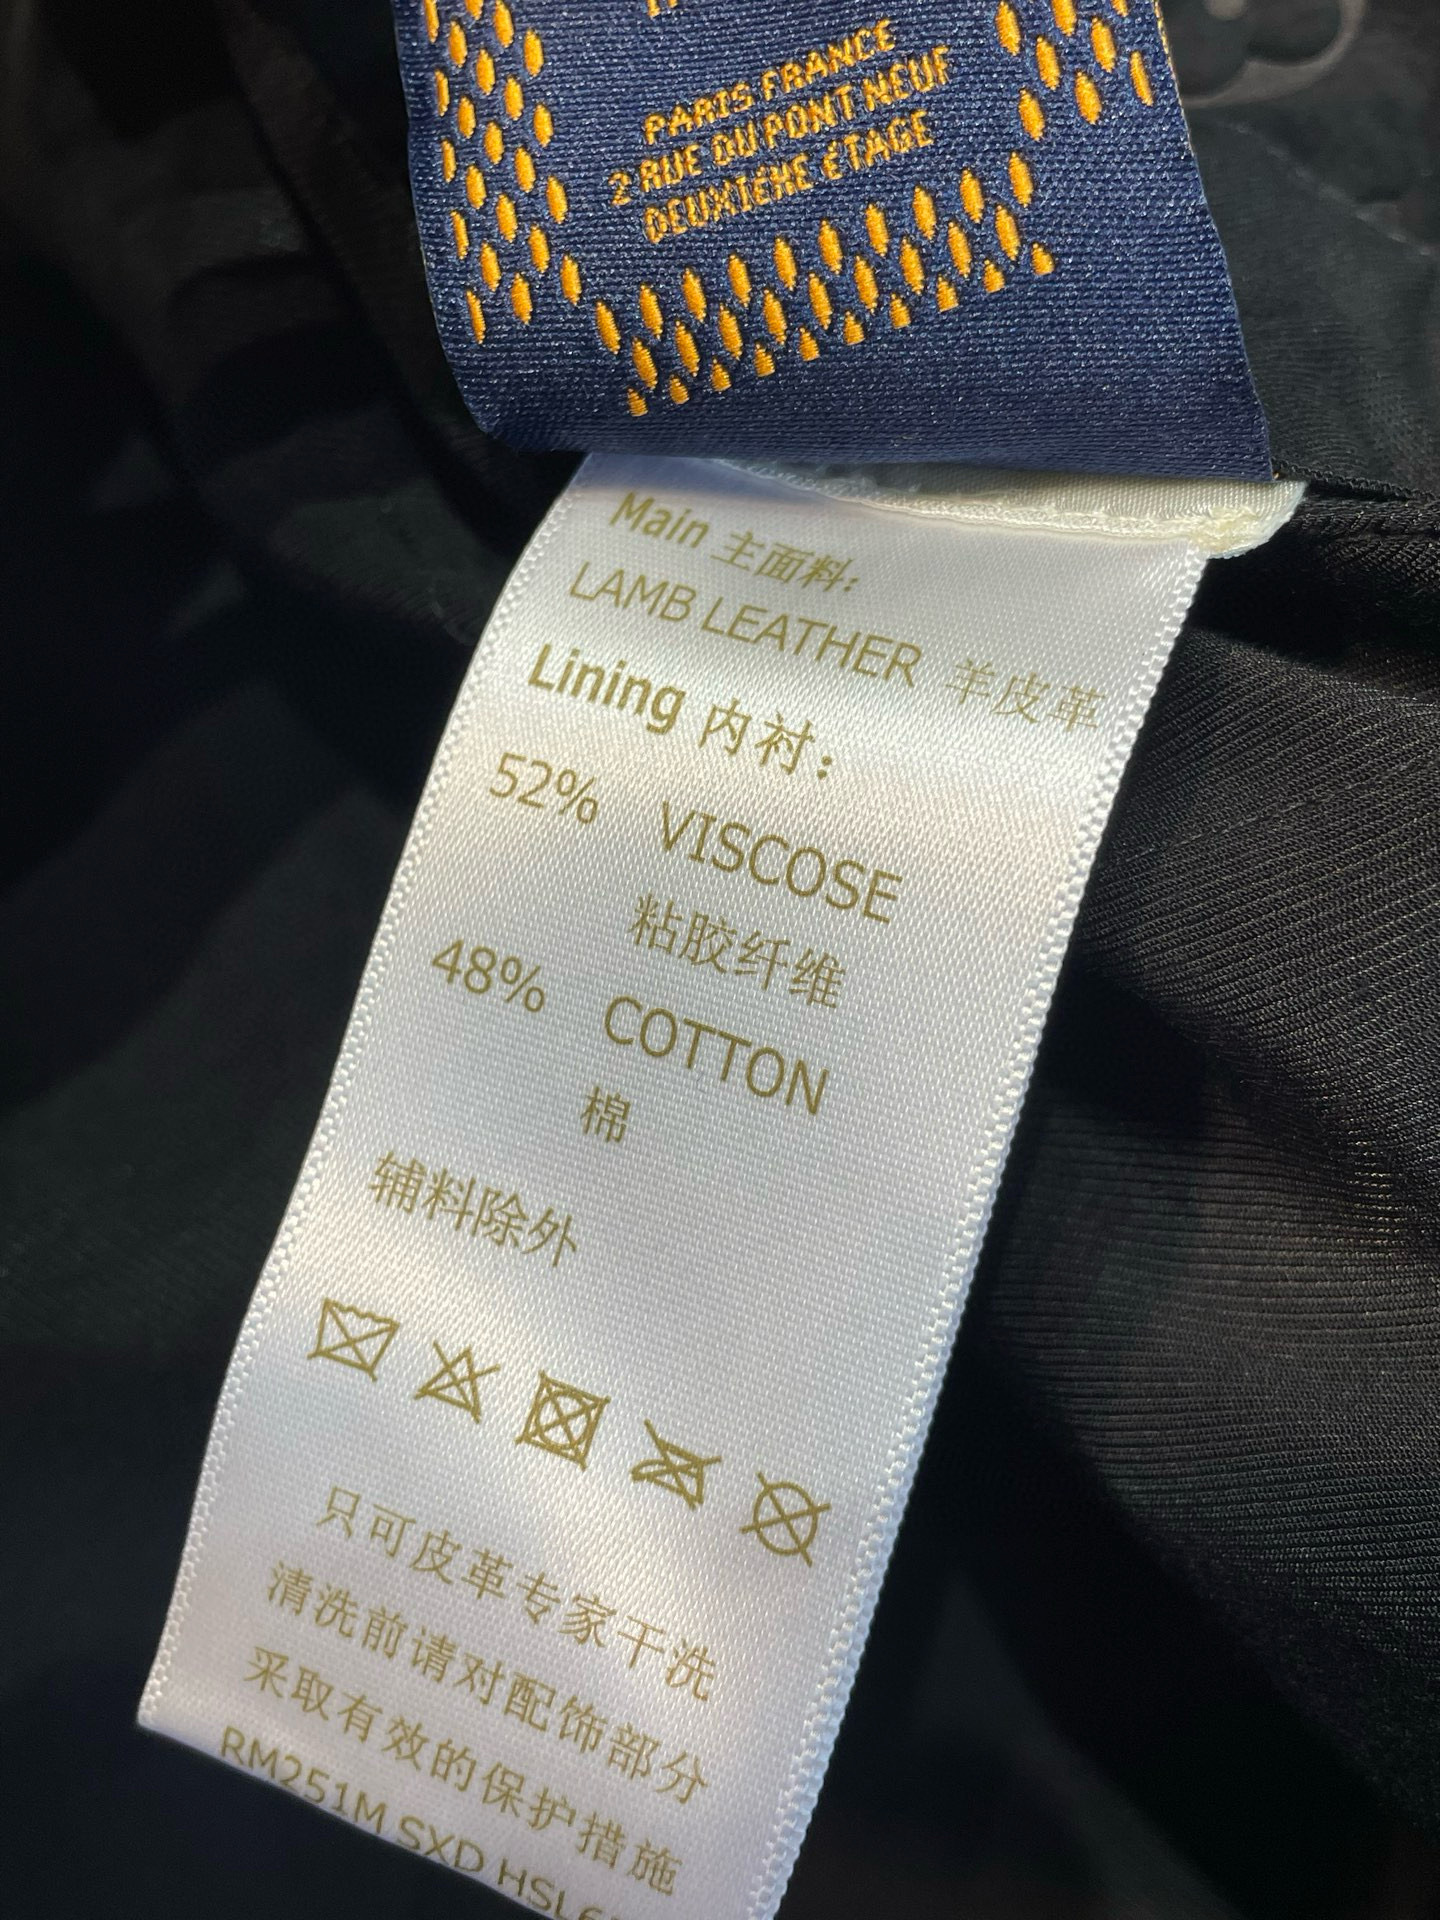 PARIS FRANCE
2 RUE DU PONT NEUF
DEUXIÉME ÉTAGE
Main 主面料:
LAMB LEATHER 羊皮革
Lining 内衬:
52% VISCOSE
粘胶纤维
48% COTTON
棉
辅料除外
只可皮革专家干洗
清洗前请对配饰部分
采取有效的保护措施
RM251M SXD